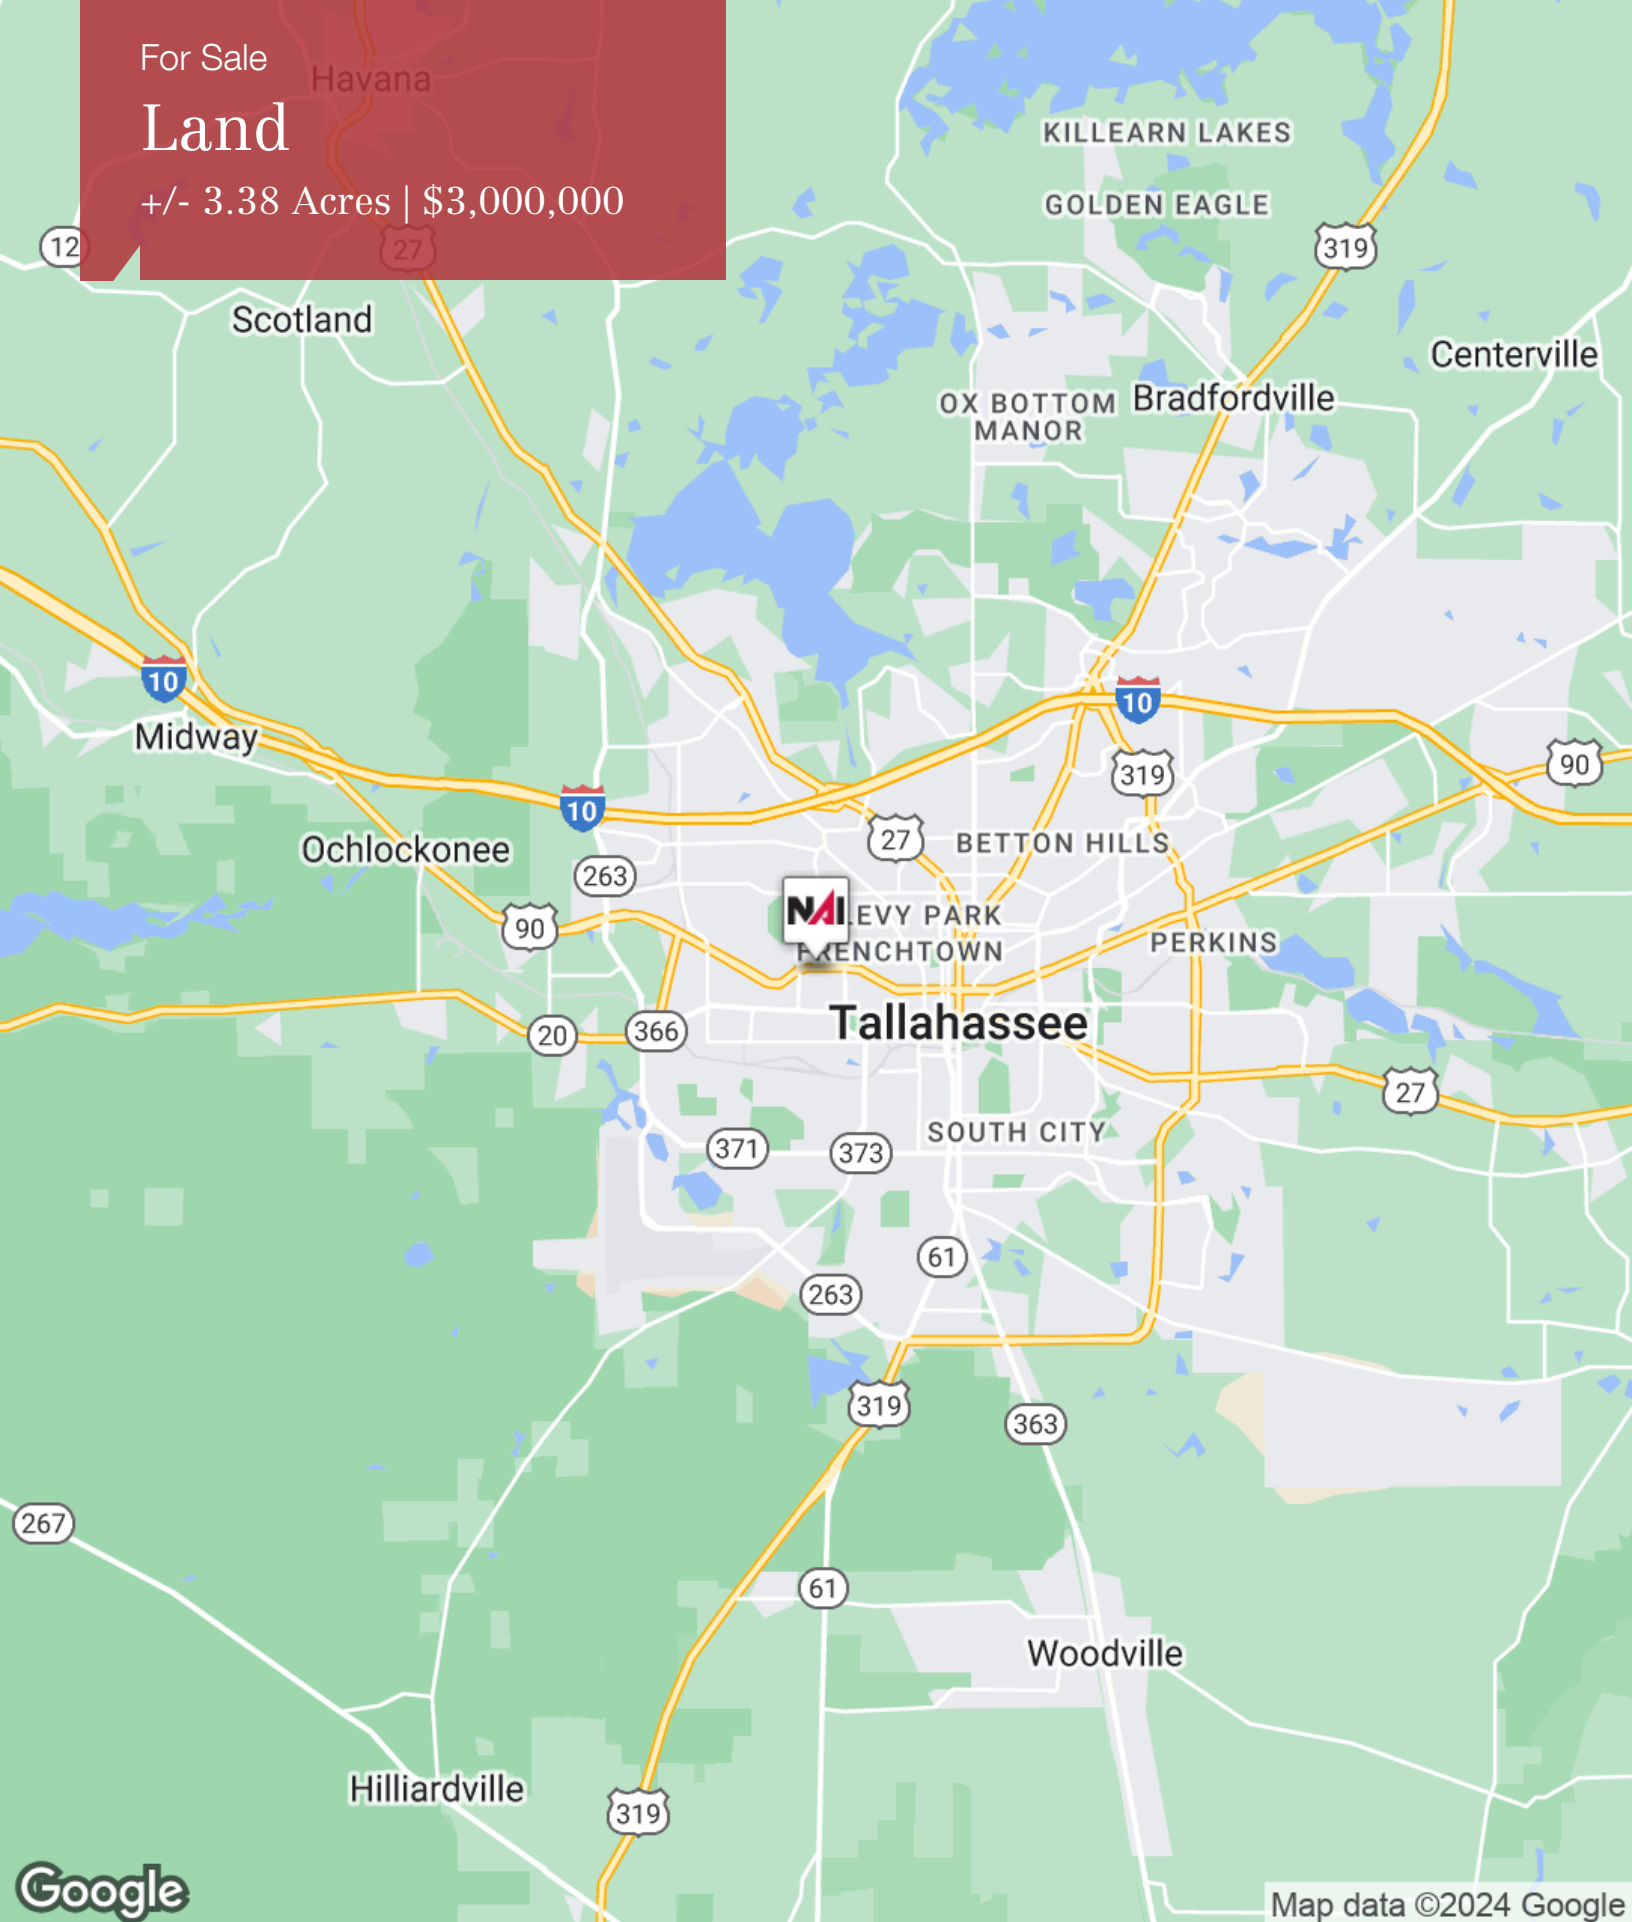 For Sale
Havana
Land
+/- 3.38 Acres | $3,000,000
KILLEARN LAKES
GOLDEN EAGLE
12
27
319
Scotland
Centerville
OX BOTTOM
MANOR
Bradfordville
10
10
Midway
319
90
10
27
BETTON HILLS
Ochlockonee
263
NAI
LEVY PARK
90
FRENCHTOWN
PERKINS
Tallahassee
20
366
27
SOUTH CITY
371
373
61
263
319
363
267
61
Woodville
Hilliardville
319
Google
Map data ©2024 Google